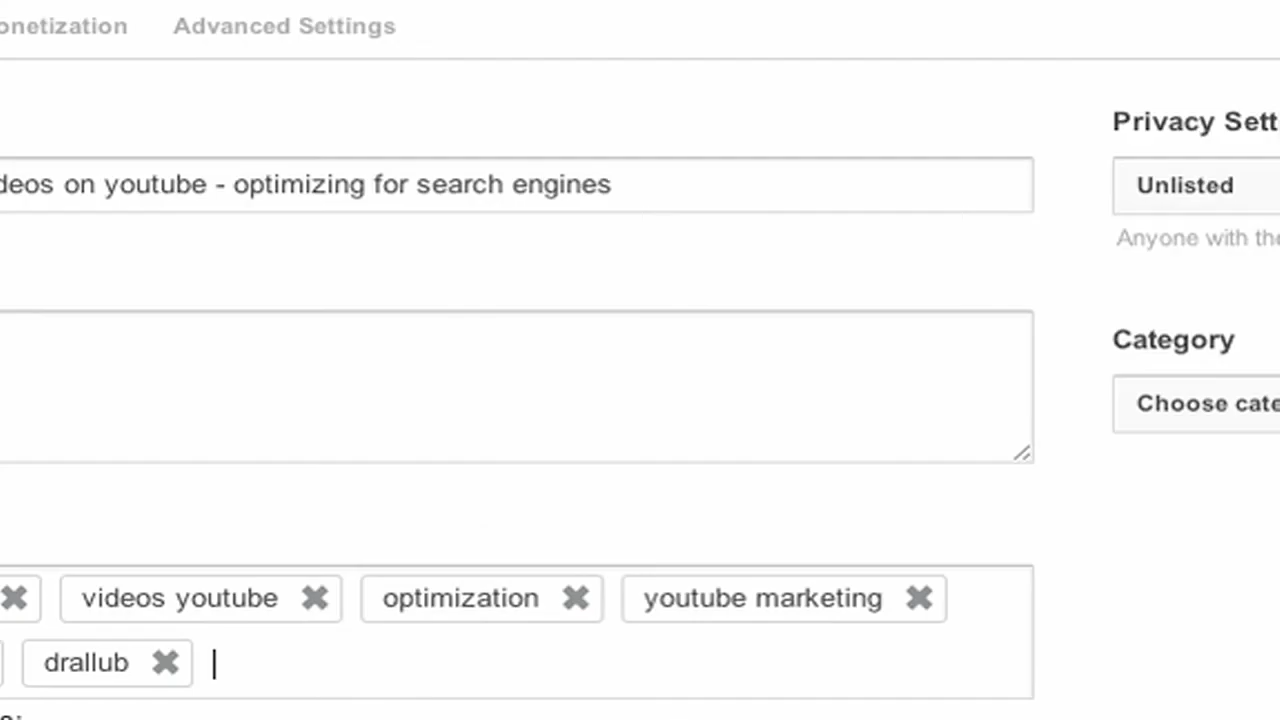 onetization Advanced Settings
Privacy Sett
deos on youtube - optimizing for search engines
Unlisted
Anyone with the
Category
Choose cate
videos youtube optimization youtube marketing
drallub